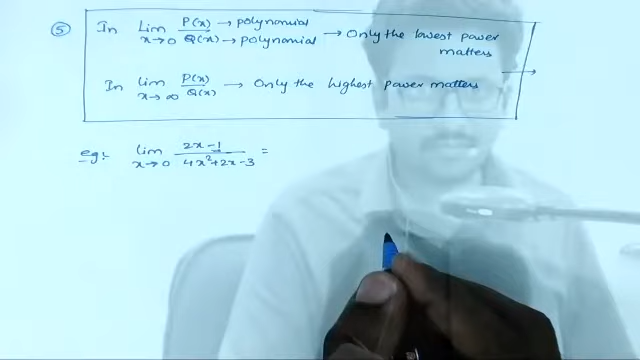 ⑤ In Lim x→0 P(x)/Q(x) → polynomial → polynomial → Only the lowest power matters
In Lim x→∞ P(x)/Q(x) → Only the highest power matters
eg:- lim x→0 2x-1/4x²+2x-3 =